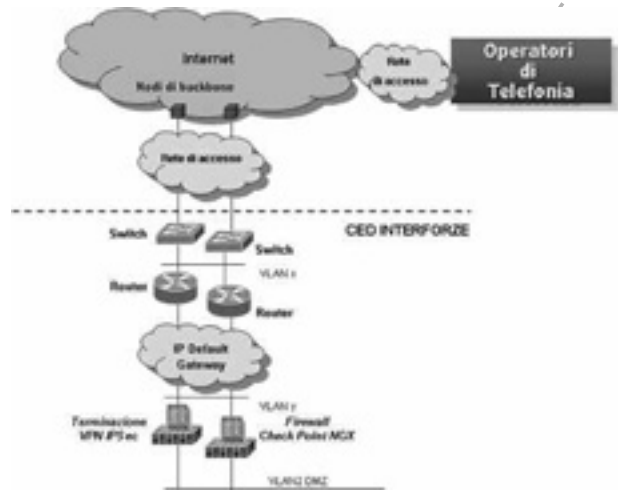 Internet
Nodi di backbone
Rete
di accesso
Operatori
di
Telefonia
Rete di accesso
CED INTERFORZE
Switch
Switch
VLAN x
Router
Router
IP Default
Gateway
VLAN y
Terminazione
VPN IPSec
Firewall
Check Point NGX
VLAN2 DMZ